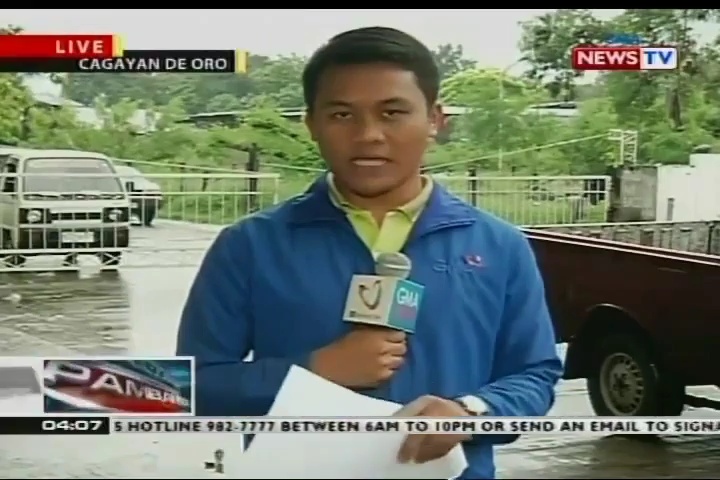 LIVE
CAGAYAN DE ORO
NEWS TV
GMA
PAMBA
04:07 S HOTLINE 982-7777 BETWEEN 6AM TO 10PM OR SEND AN EMAIL TO SIGNA